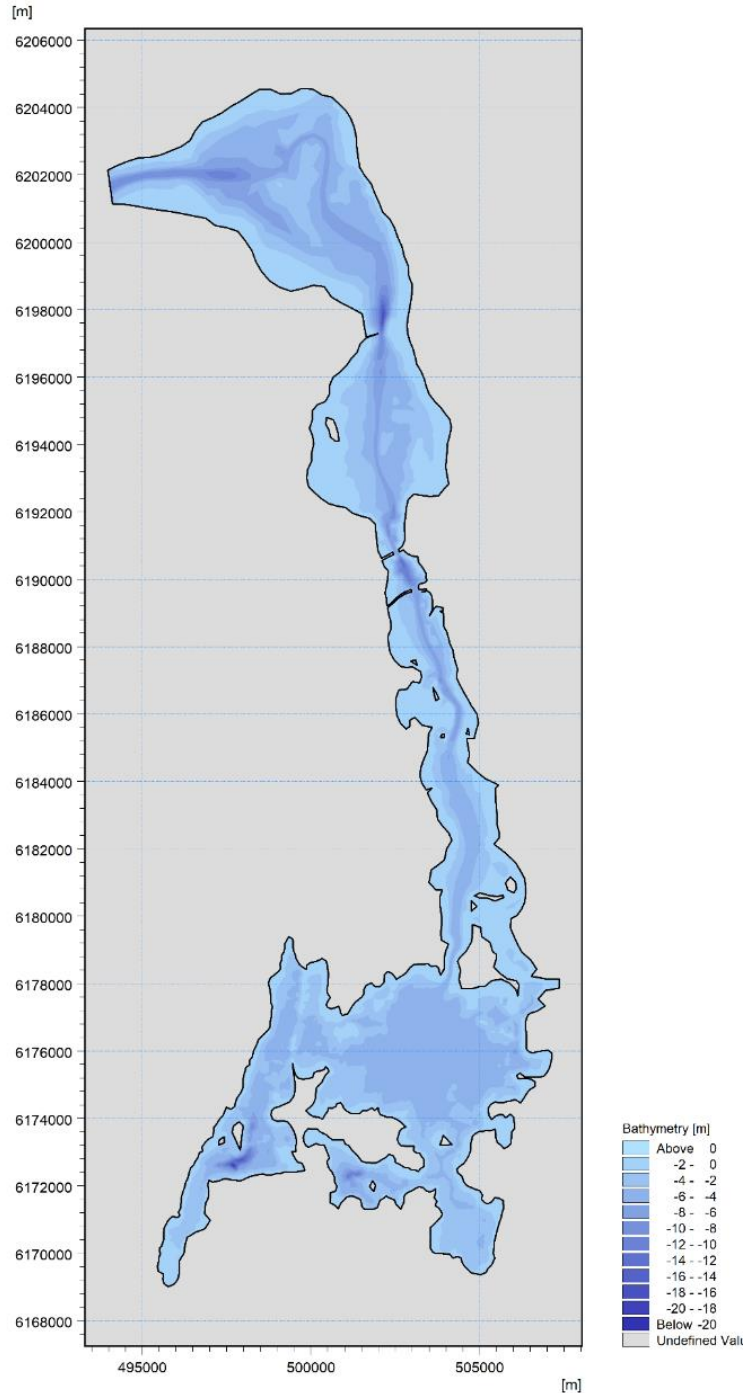 [m]
6206000
6204000
6202000
6200000
6198000
6196000
6194000
6192000
6190000
6188000
6186000
6184000
6182000
6180000
6178000
6176000
6174000
6172000
6170000
6168000
495000 500000 505000
[m]
Bathymetry [m]
Above 0
-2 - 0
-4 - -2
-6 - -4
-8 - -6
-10 - -8
-12 - -10
-14 - -12
-16 - -14
-18 - -16
-20 - -18
Below -20
Undefined Valu